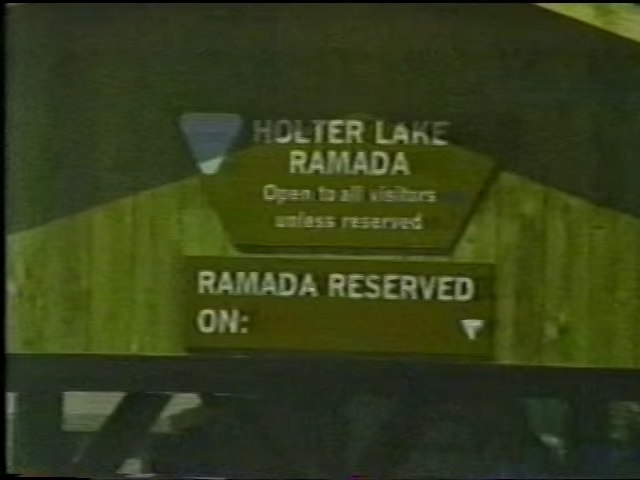 HOLTER LAKE
RAMADA
Open to all visitors
unless reserved
RAMADA RESERVED
ON: